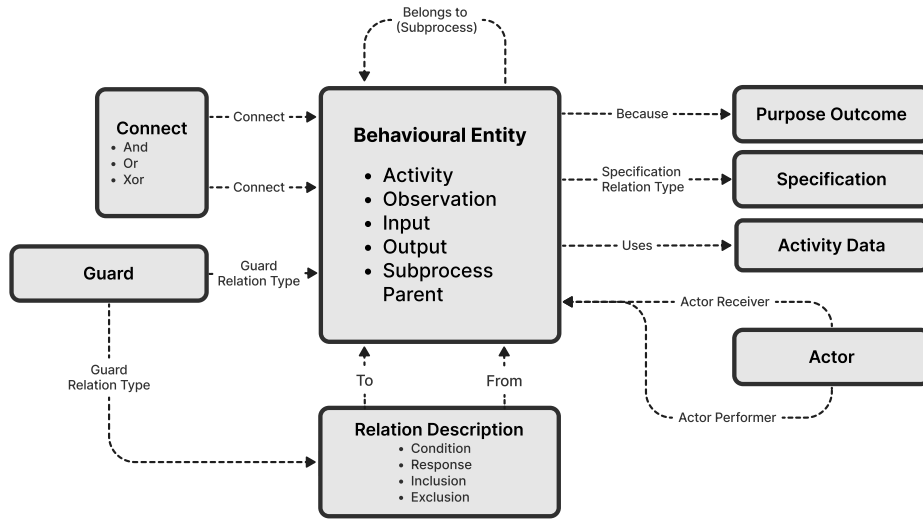 Belongs to
(Subprocess)
Connect
• And
• Or
• Xor
Connect
Connect
Behavioural Entity
• Activity
• Observation
• Input
• Output
• Subprocess
Parent
Because
Purpose Outcome
Specification
Relation Type
Specification
Uses
Activity Data
Guard
Guard
Relation Type
Actor Receiver
Actor
Actor Performer
Guard
Relation Type
To
From
Relation Description
• Condition
• Response
• Inclusion
• Exclusion